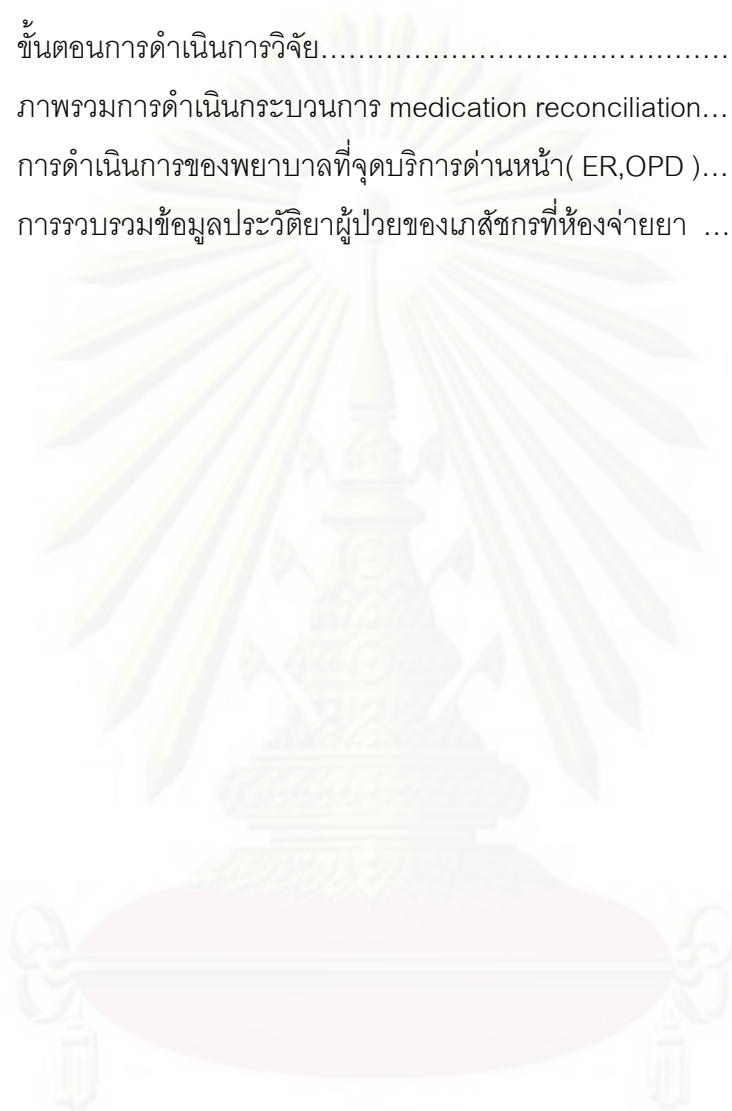 ขั้นตอนการดำเนินการวิจัย............................................
ภาพรวมการดำเนินกระบวนการ medication reconciliation...
การดำเนินการของพยาบาลที่จุดบริการด่านหน้า( ER,OPD )...
การรวบรวมข้อมูลประวัติยาผู้ป่วยของเภสัชกรที่ห้องจ่ายยา ...